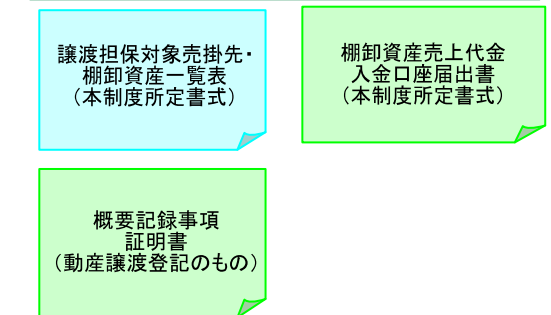 譲渡担保対象売掛先・
棚卸資産一覧表
（本制度所定書式）
棚卸資産売上代金
入金口座届出書
（本制度所定書式）
概要記録事項
証明書
（動産譲渡登記のもの）